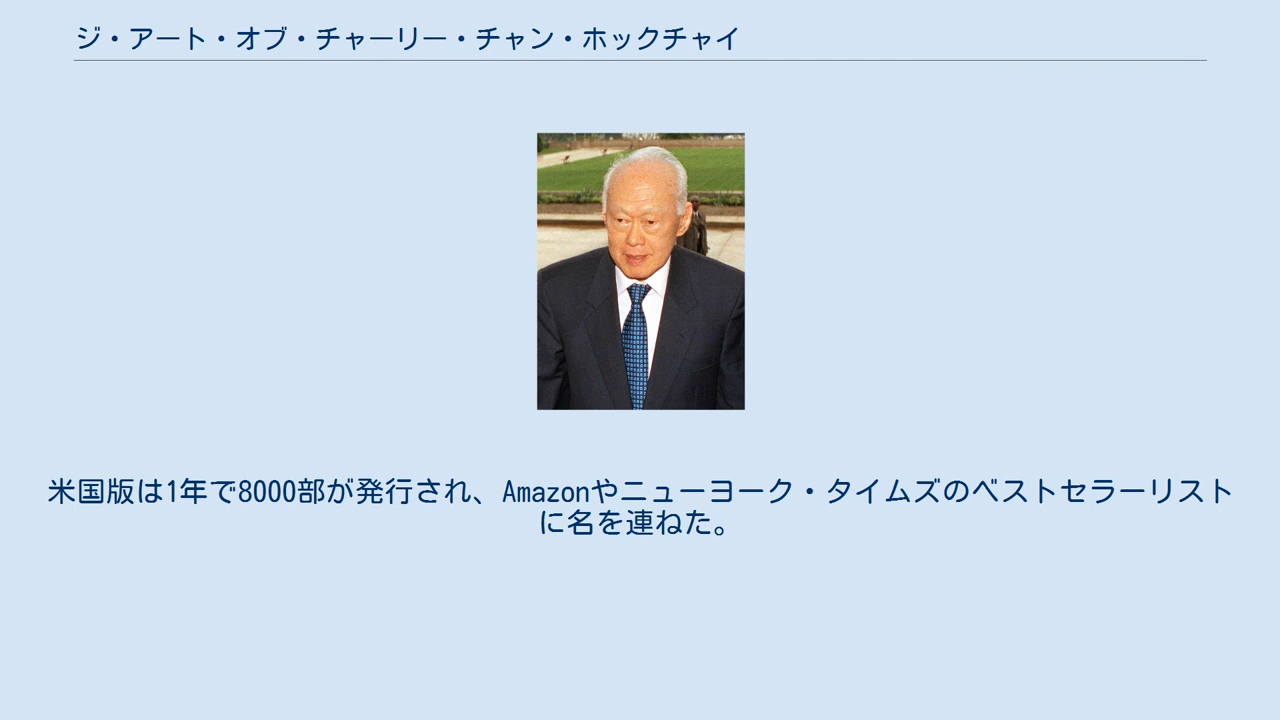 ジ・アート・オブ・チャーリー・チャン・ホックチャイ
米国版は1年で8000部が発行され、Amazonやニューヨーク・タイムズのベストセラーリスト
に名を連ねた。